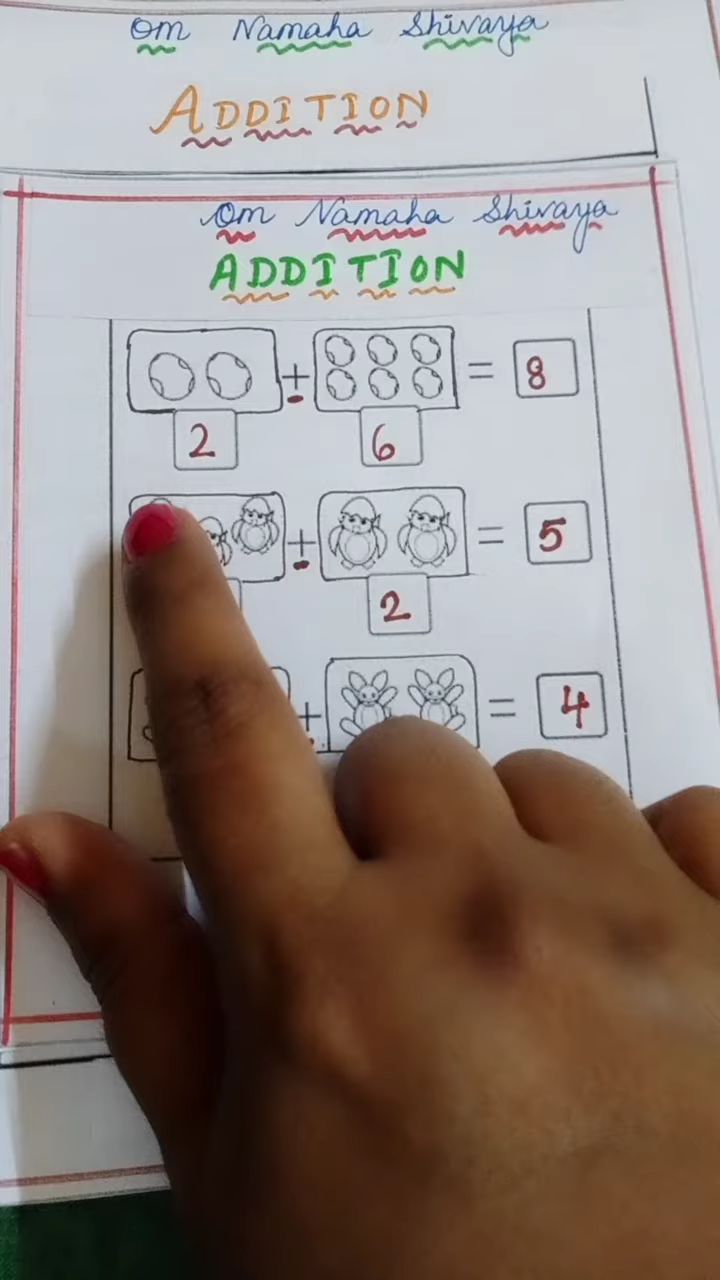 Om Namaha Shivaya
ADDITION
Om Namaha Shivaya
ADDITION
+ = 8
2 6
+ = 5
2
+ = 4